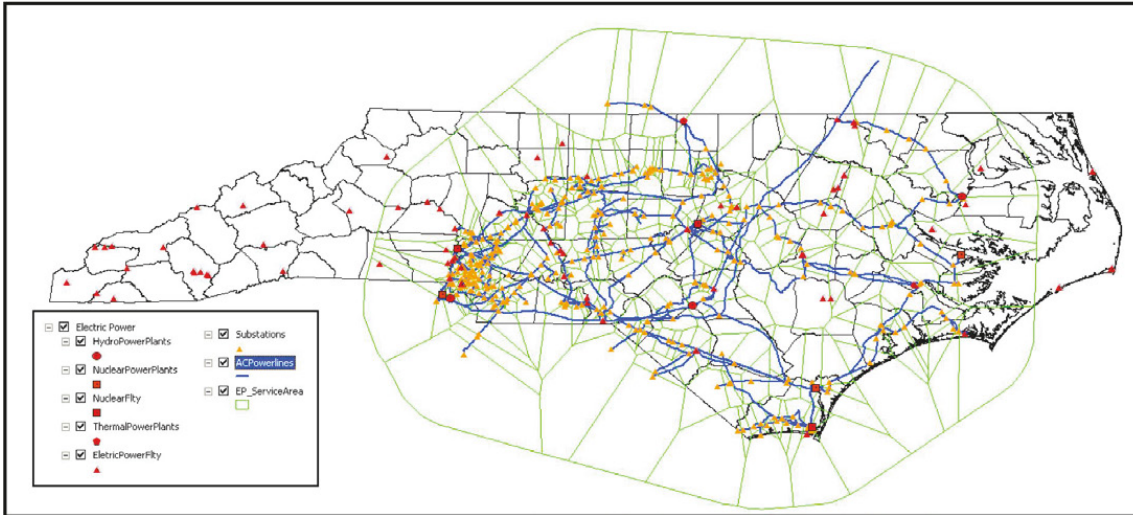 Electric Power
HydroPowerPlants
NuclearPowerPlants
NuclearFlty
ThermalPowerPlants
EletricPowerFlty
Substations
ACPowerlines
EP_ServiceArea